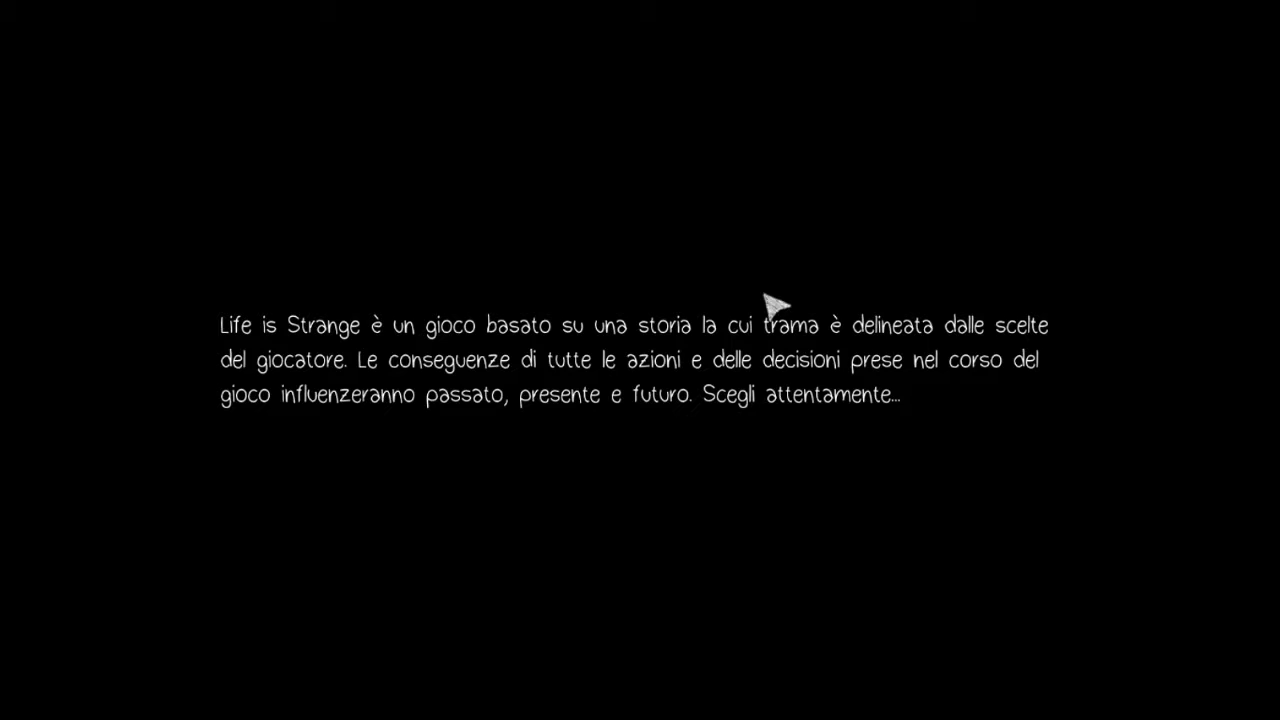 Life is Strange è un gioco basato su una storia la cui trama è delineata dalle scelte
del giocatore. Le conseguenze di tutte le azioni e delle decisioni prese nel corso del
gioco influenzeranno passato, presente e futuro. Scegli attentamente...